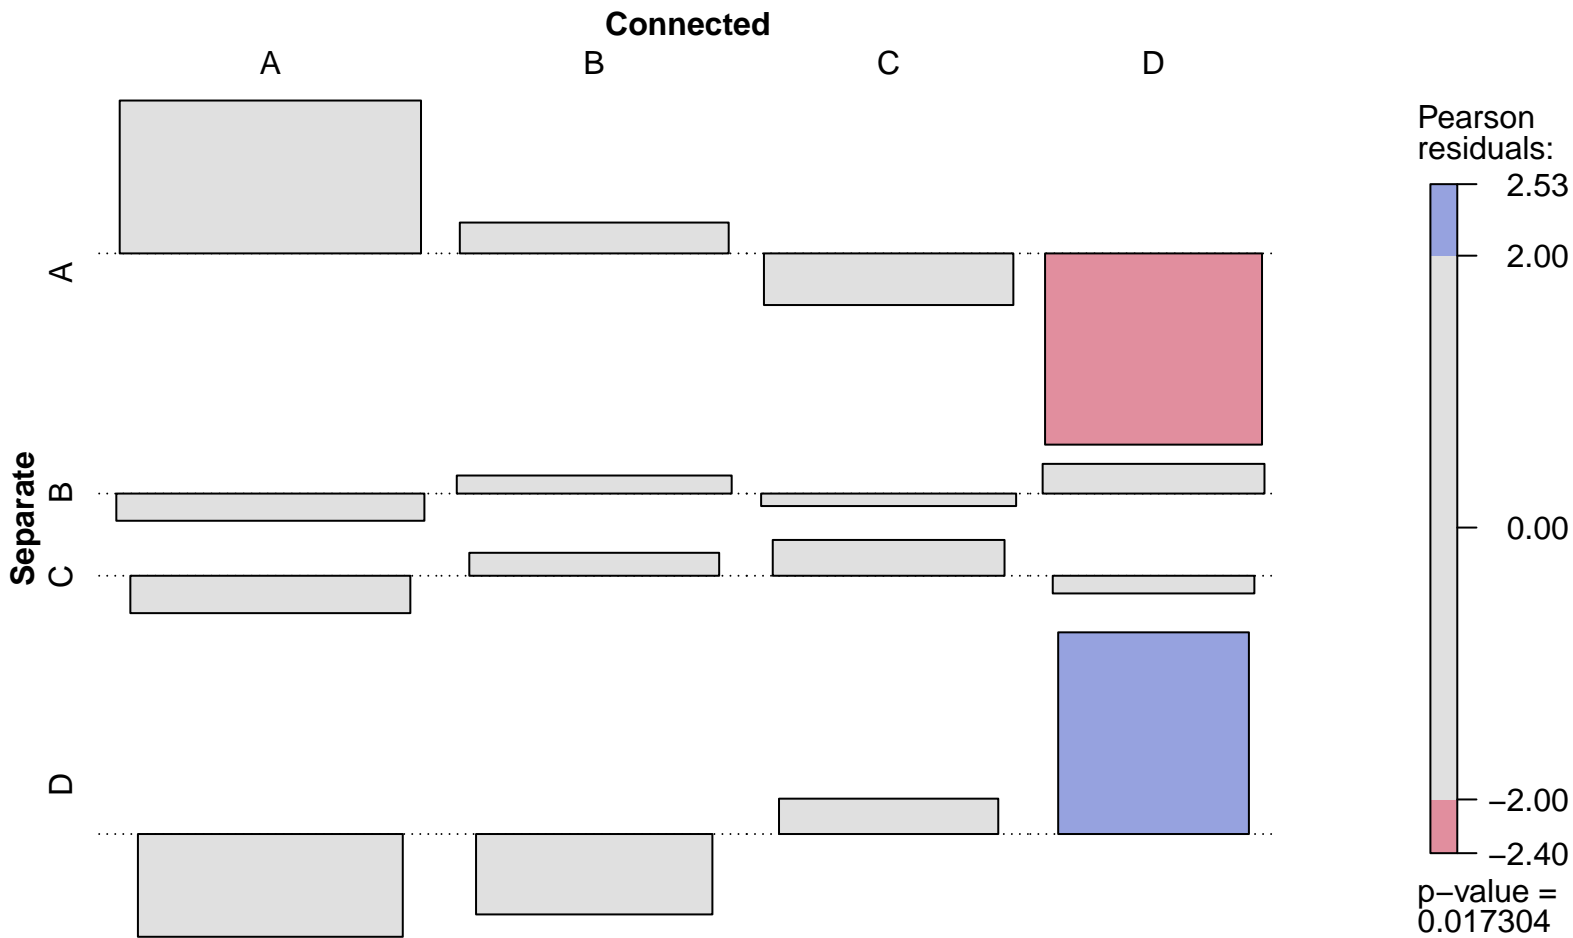 Connected
A B C D
Separate
A
B
C
D
Pearson
residuals:
2.53
2.00
0.00
−2.00
−2.40
p−value =
0.017304